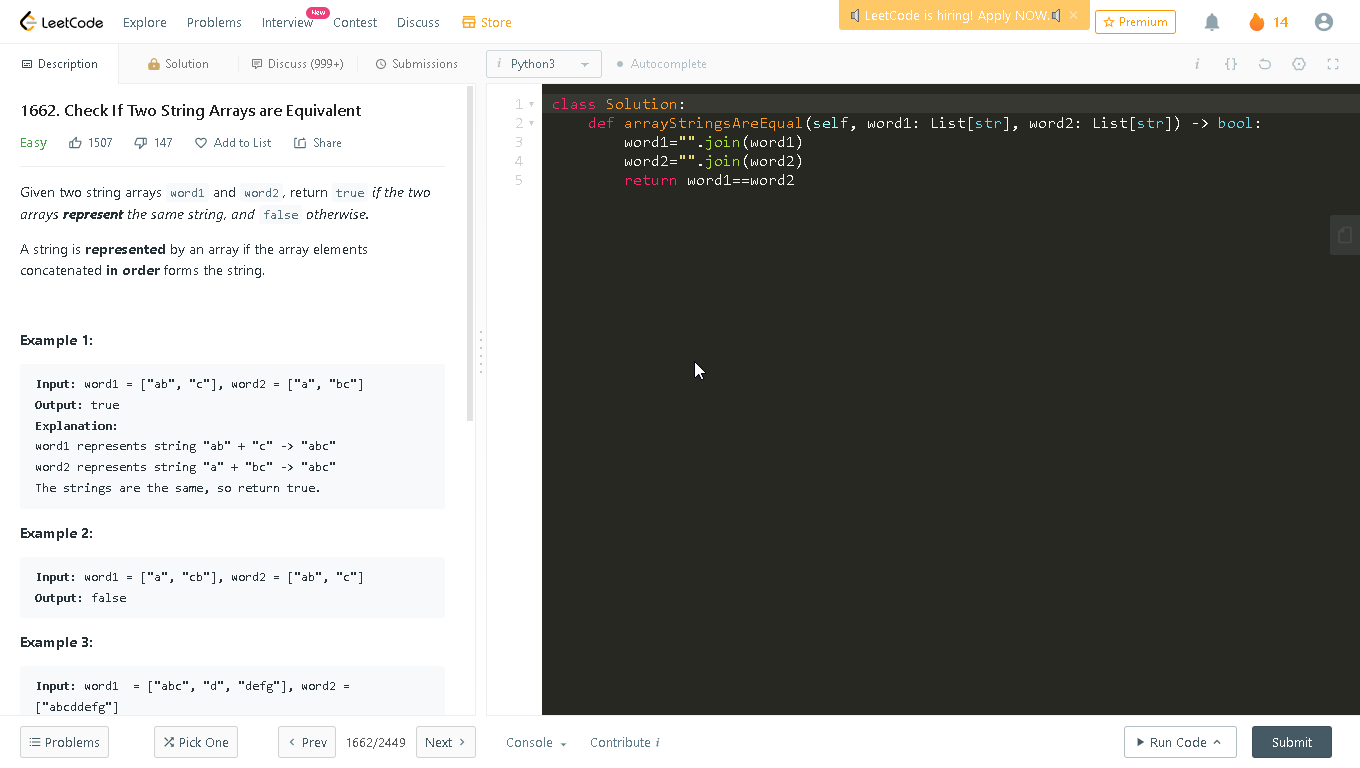 LeetCode
Explore
Problems
Interview
New
Contest
Discuss
Store
LeetCode is hiring! Apply NOW.
×
Premium
14
Description
Solution
Discuss (999+)
Submissions
i Python3
Autocomplete
i
{}
1662. Check If Two String Arrays are Equivalent
Easy
1507
147
Add to List
Share
Given two string arrays word1 and word2, return true if the two
arrays represent the same string, and false otherwise.
A string is represented by an array if the array elements
concatenated in order forms the string.
Example 1:
Input: word1 = ["ab", "c"], word2 = ["a", "bc"]
Output: true
Explanation:
word1 represents string "ab" + "c" -> "abc"
word2 represents string "a" + "bc" -> "abc"
The strings are the same, so return true.
Example 2:
Input: word1 = ["a", "cb"], word2 = ["ab", "c"]
Output: false
Example 3:
Input: word1  = ["abc", "d", "defg"], word2 =
["abcddefg"]
1 class Solution:
2     def arrayStringsAreEqual(self, word1: List[str], word2: List[str]) -> bool:
3         word1="".join(word1)
4         word2="".join(word2)
5         return word1==word2
Problems
Pick One
Prev
1662/2449
Next
Console
Contribute i
Run Code
Submit